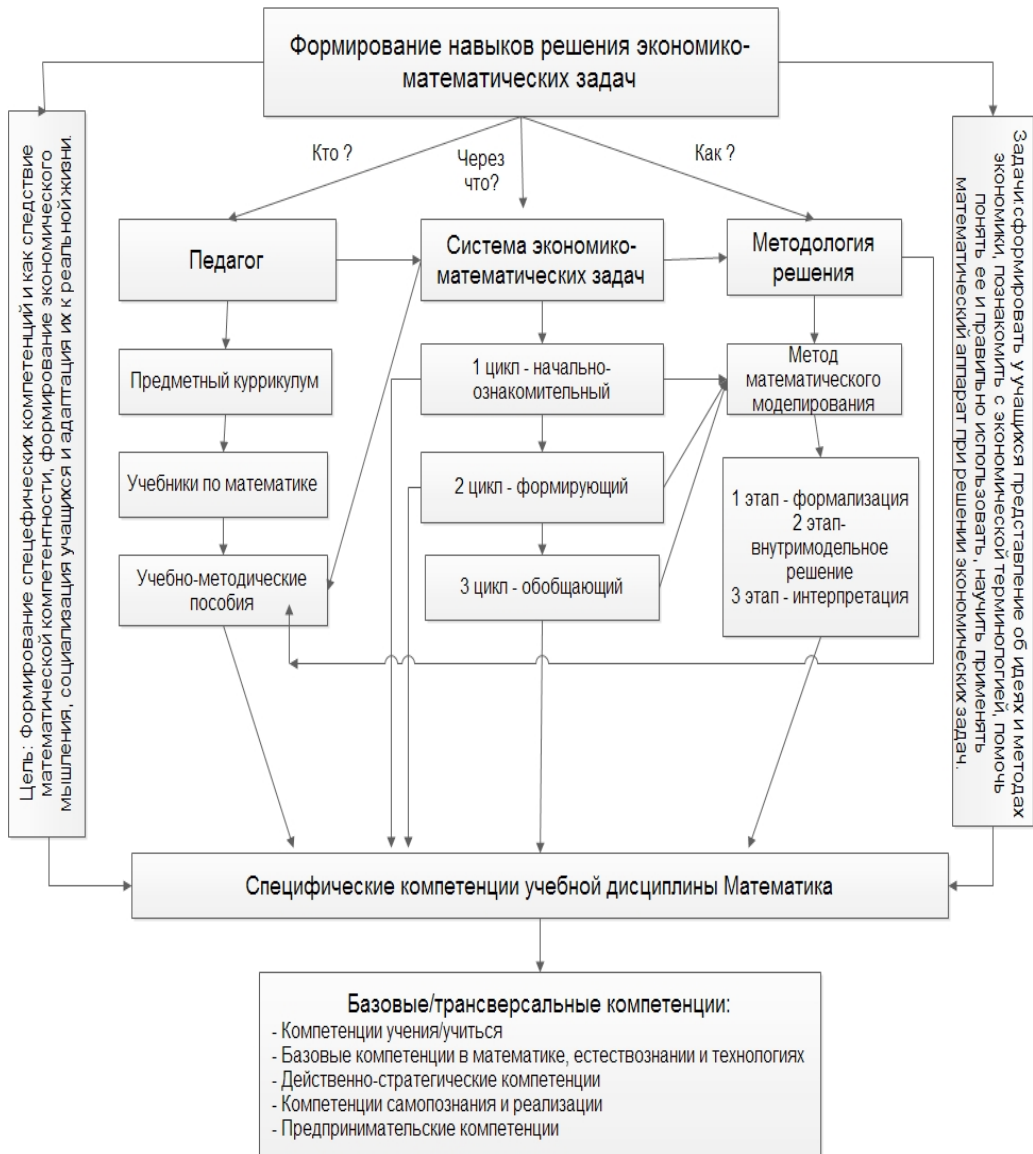 Формирование навыков решения экономико-
математических задач
Кто ?
Через
что?
Как ?
Цель: Формирование спецефических компетенций и как следствие
математической компетентности, формирование экономического
мышления, социализация учащихся и адаптация их к реальной жизни.
Задачи:сформировать у учащихся представление об идеях и методах
экономики, познакомить с экономической терминологией, помочь
понять ее и правильно использовать, научить применять
математический аппарат при решении экономических задач.
Педагог
Система экономико-
математических задач
Методология
решения
Предметный куррикулум
1 цикл - начально-
ознакомительный
Метод
математического
моделирования
Учебники по математике
2 цикл - формирующий
1 этап - формализация
2 этап-
внутримодельное
решение
3 этап - интерпретация
Учебно-методические
пособия
3 цикл - обобщающий
Специфические компетенции учебной дисциплины Математика
Базовые/трансверсальные компетенции:
- Компетенции учения/учиться
- Базовые компетенции в математике, естествознании и технологиях
- Действенно-стратегические компетенции
- Компетенции самопознания и реализации
- Предпринимательские компетенции